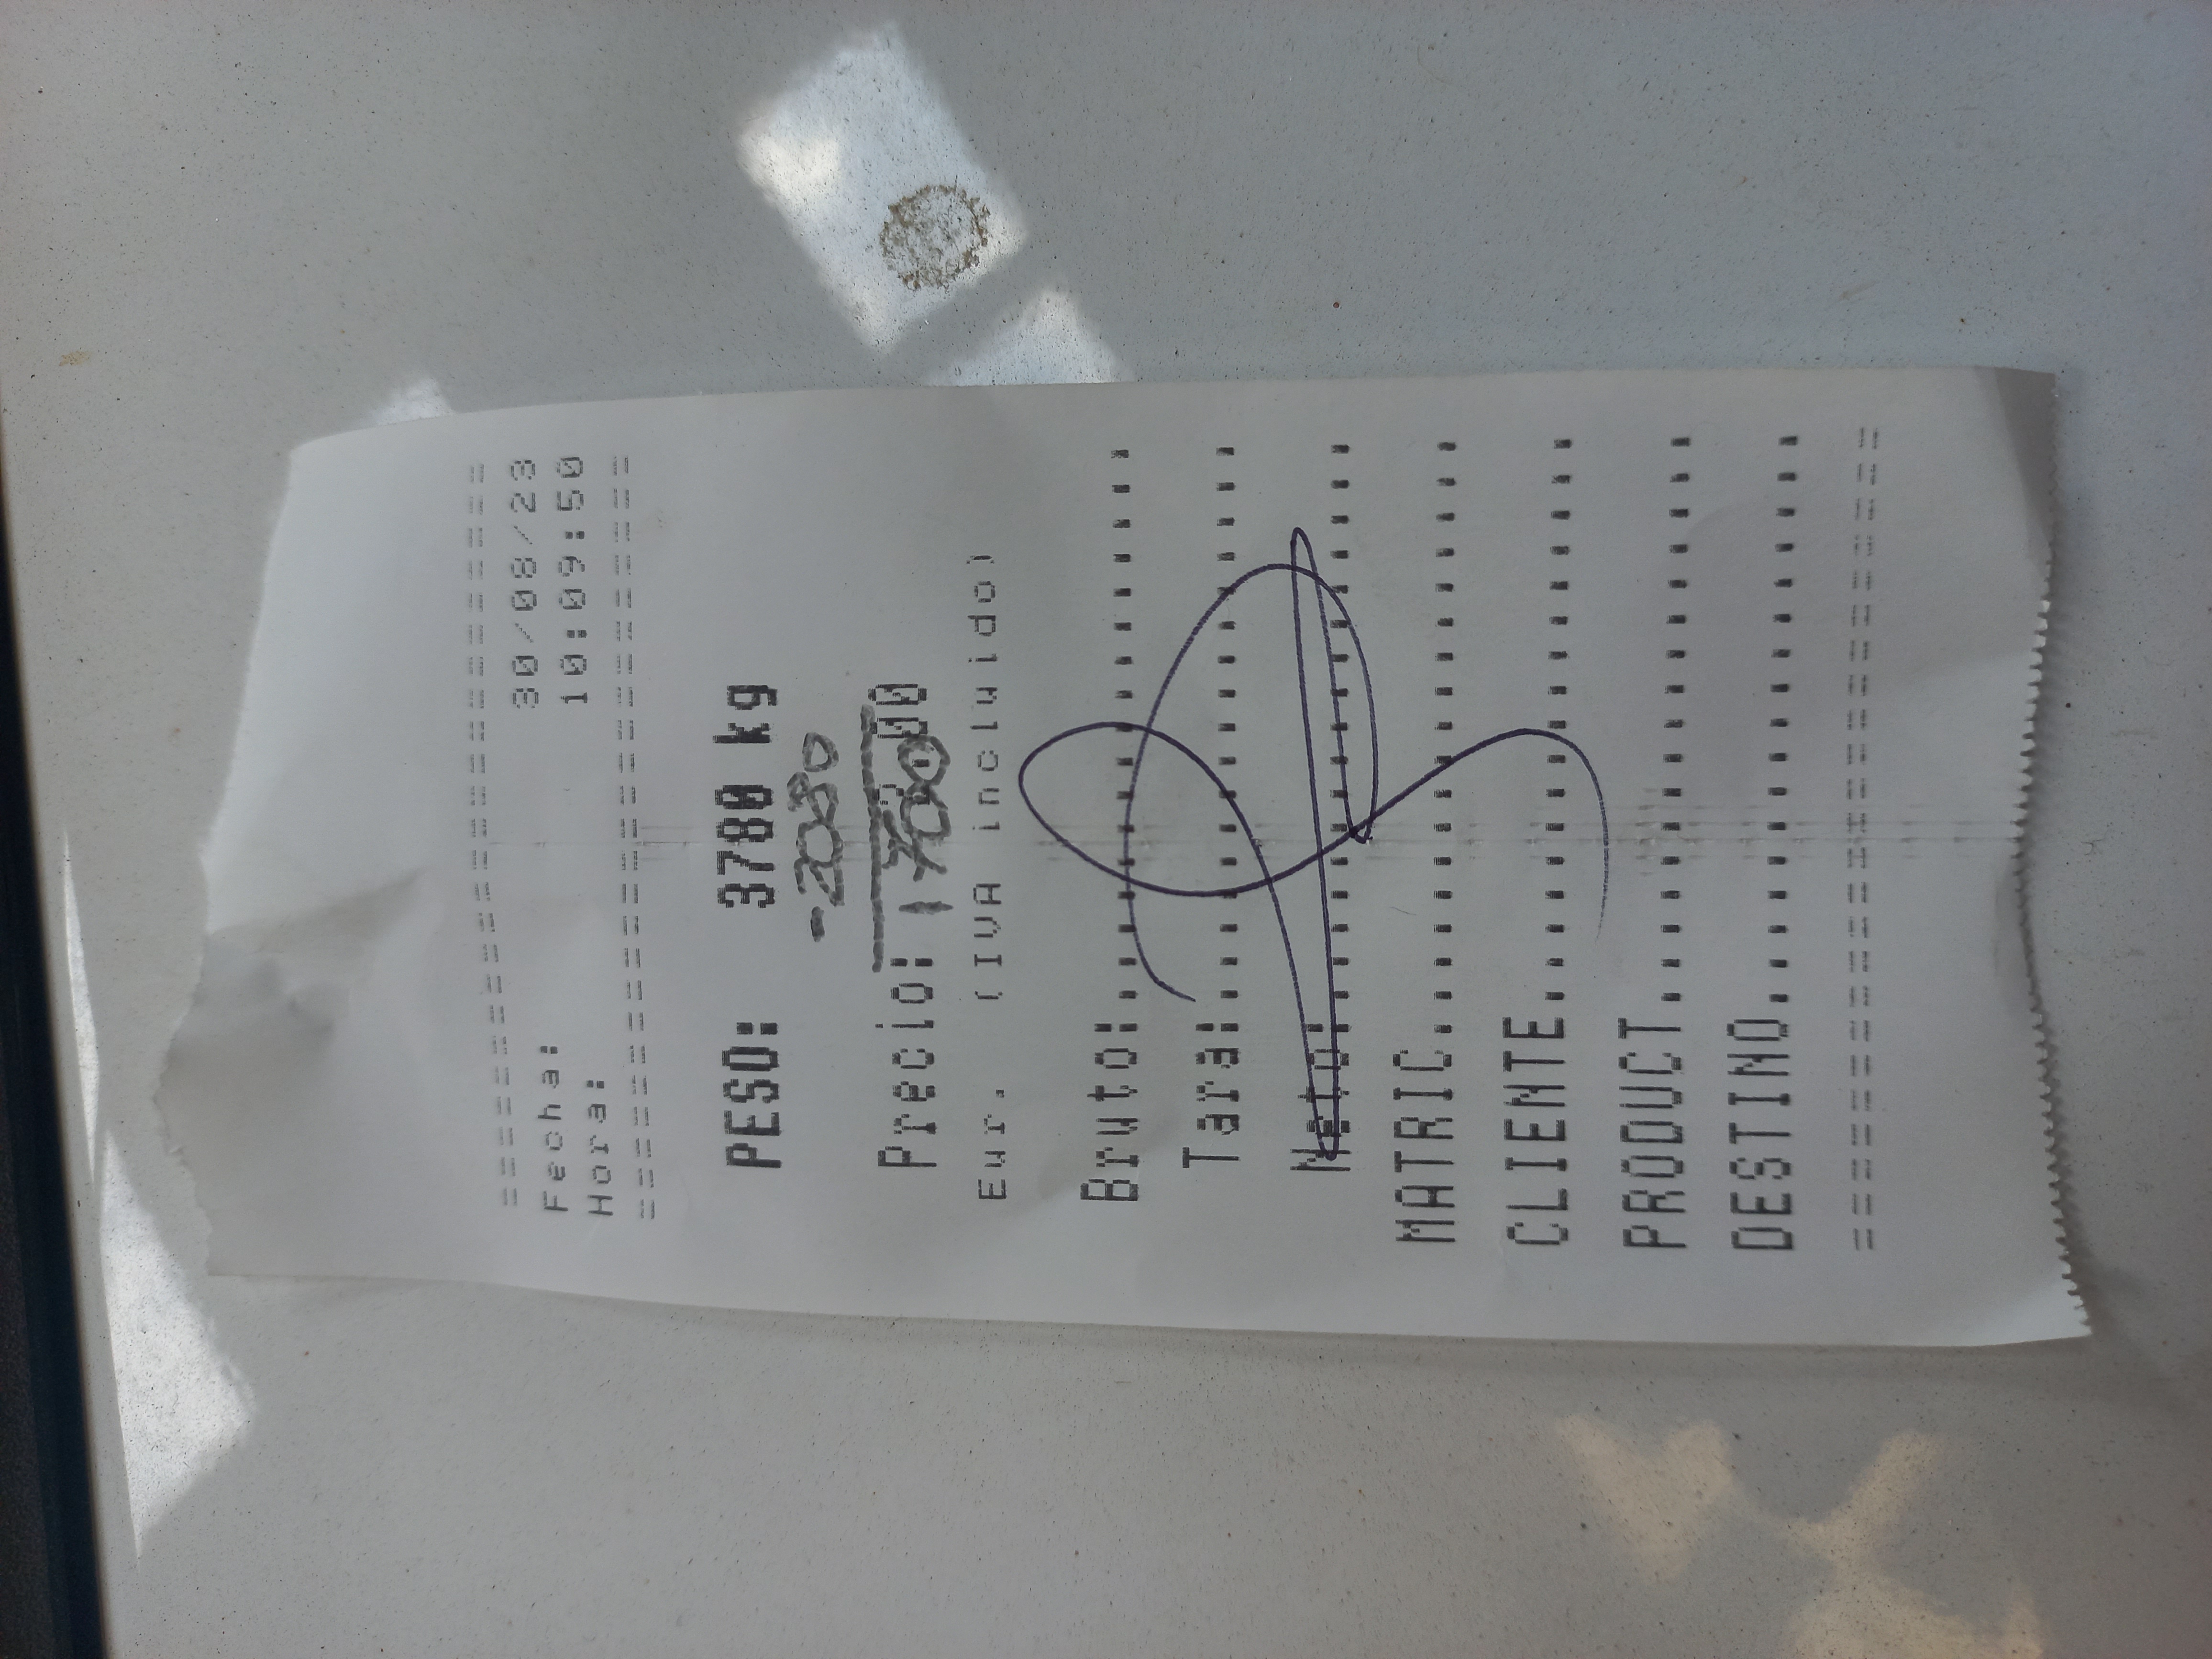 ==============================
Fecha: 30/08/23
Hora: 10:09:50
==============================
PESO: 3780 kg
-2080
Precio:
1700
Eur. (IVA incluido)
Bruto:................
Tara:................
Neto:................
MATRIC.................
CLIENTE................
PRODUCT................
DESTINO................
==============================